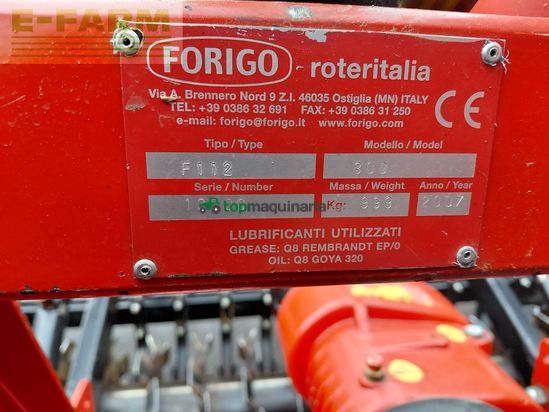 E-FARM
FORIGO - roteritalia
Via A. Brennero Nord 9 Z.I. 46035 Ostiglia (MN) ITALY
TEL: +39 0386 32 691 FAX: +39 0386 31 250
e-mail: forigo@forigo.it - www.forigo.com
CE
Tipo / Type Modello / Model
F112 300
Serie / Number Massa / Weight Anno / Year
topmaquinaria Kg: 999 2007
LUBRIFICANTI UTILIZZATI
GREASE: Q8 REMBRANDT EP/0
OIL: Q8 GOYA 320